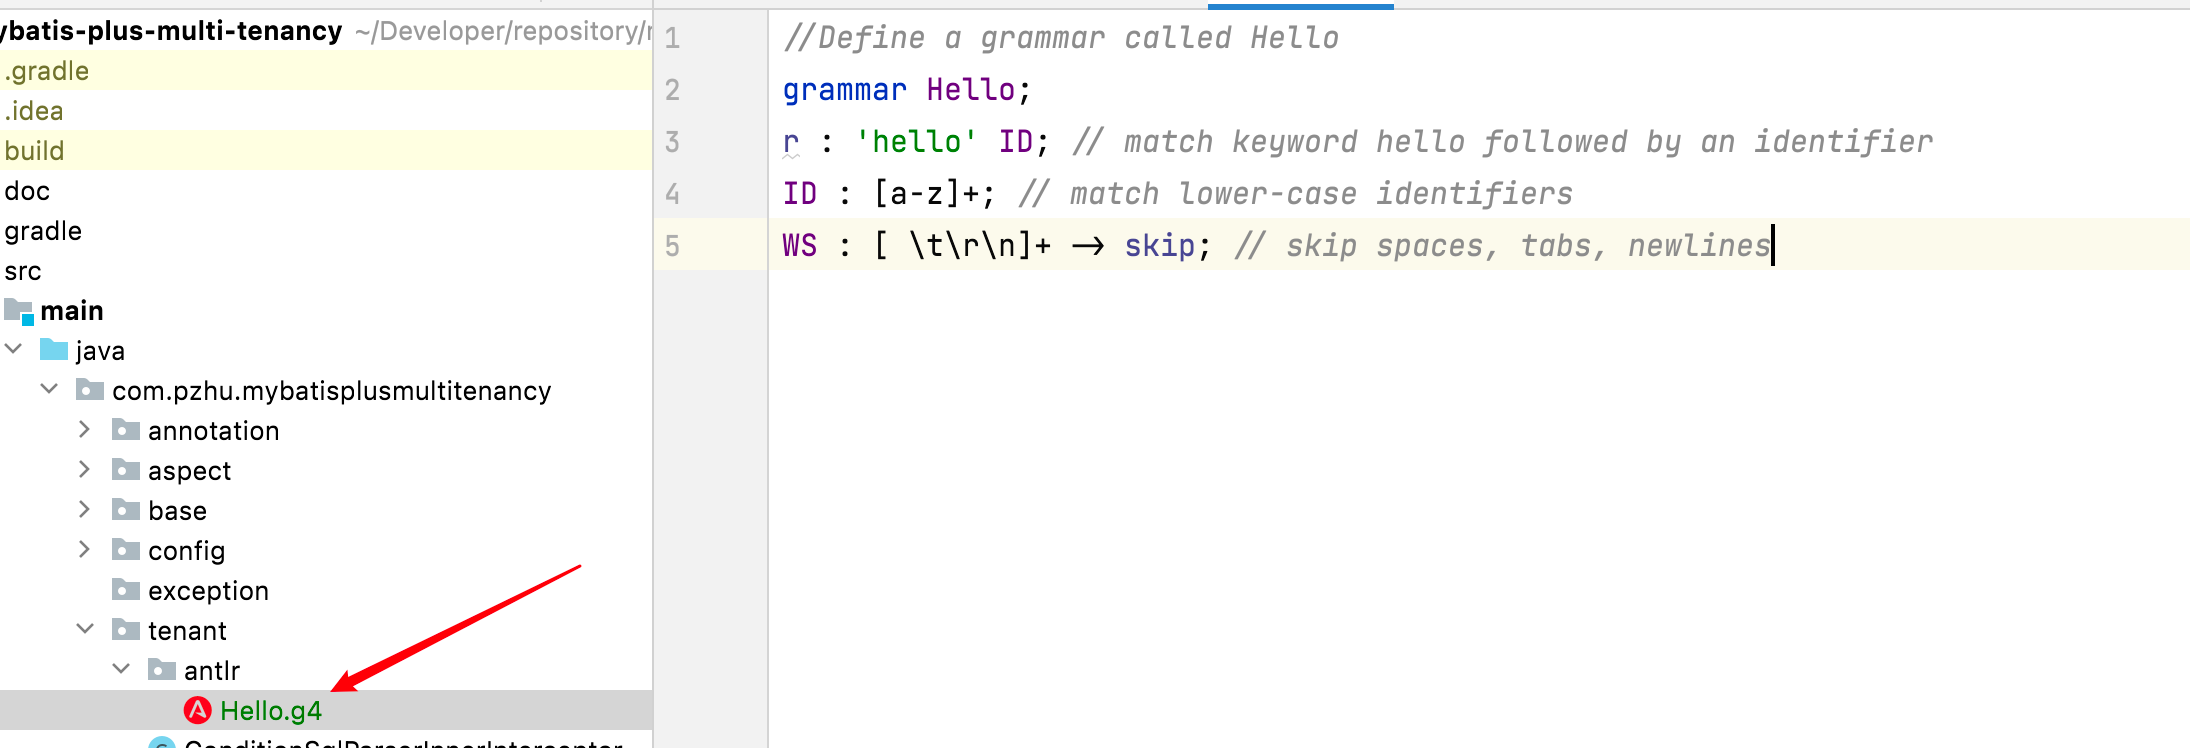 ybatis-plus-multi-tenancy ~/Developer/repository/
.gradle
.idea
build
doc
gradle
src
main
java
com.pzhu.mybatisplusmultitenancy
annotation
aspect
base
config
exception
tenant
antlr
Hello.g4
ConditionSqlParserInnerInterceptor
1 //Define a grammar called Hello
2 grammar Hello;
3 r : 'hello' ID; // match keyword hello followed by an identifier
4 ID : [a-z]+; // match lower-case identifiers
5 WS : [ \t\r\n]+ -> skip; // skip spaces, tabs, newlines